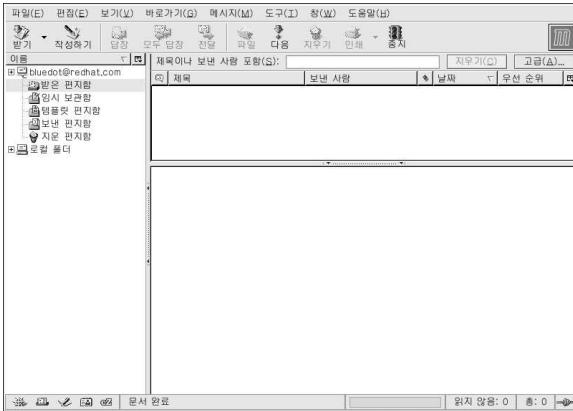 파일(E) 편집(E) 보기(V) 바로가기(G) 메시지(M) 도구(T) 창(W) 도움말(H)
받기 작성하기 답장 모두 답장 전달 파일 다음 지우기 인쇄 중지
이름
제목이나 보낸 사람 포함(S): 지우기(C) 고급(A)...
제목 보낸 사람 날짜 우선 순위
bluedot@redhat.com
받은 편지함
임시 보관함
템플릿 편지함
보낸 편지함
지운 편지함
로컬 폴더
문서 완료 읽지 않음: 0 총: 0